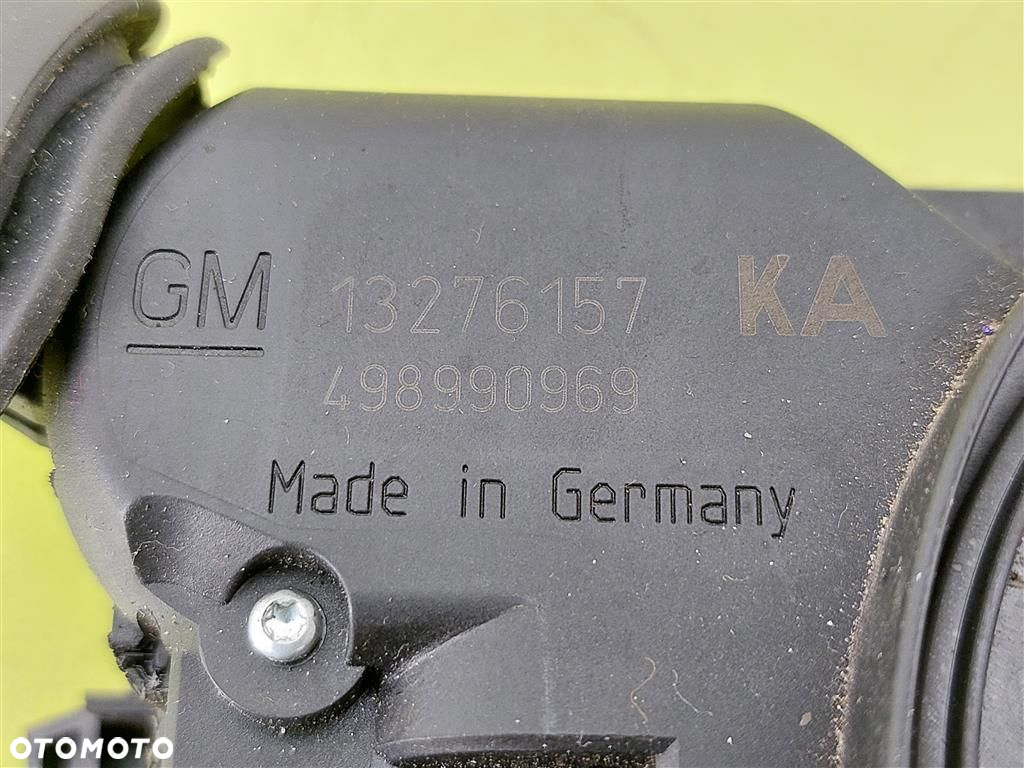 GM 13276157 KA
498990969
Made in Germany
OTOMOTO